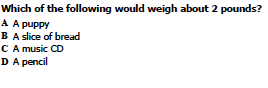 Which of the following would weigh about 2 pounds?
A A puppy
B A slice of bread
C A music CD
D A pencil